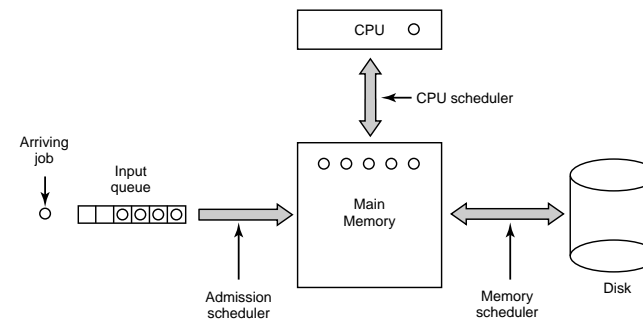 CPU
CPU scheduler
Arriving
job
Input
queue
Main
Memory
Admission
scheduler
Memory
scheduler
Disk